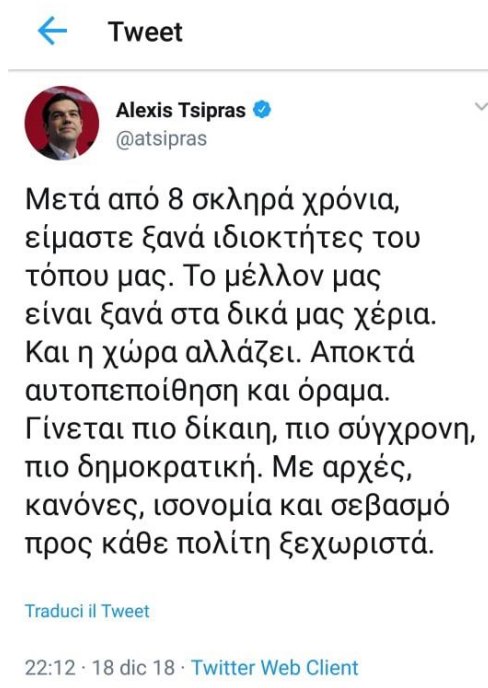 Tweet
Alexis Tsipras
@atsipras
Μετά από 8 σκληρά χρόνια,
είμαστε ξανά ιδιοκτήτες του
τόπου μας. Το μέλλον μας
είναι ξανά στα δικά μας χέρια.
Και η χώρα αλλάζει. Αποκτά
αυτοπεποίθηση και όραμα.
Γίνεται πιο δίκαιη, πιο σύγχρονη,
πιο δημοκρατική. Με αρχές,
κανόνες, ισονομία και σεβασμό
προς κάθε πολίτη ξεχωριστά.
Traduci il Tweet
22:12 · 18 dic 18 · Twitter Web Client